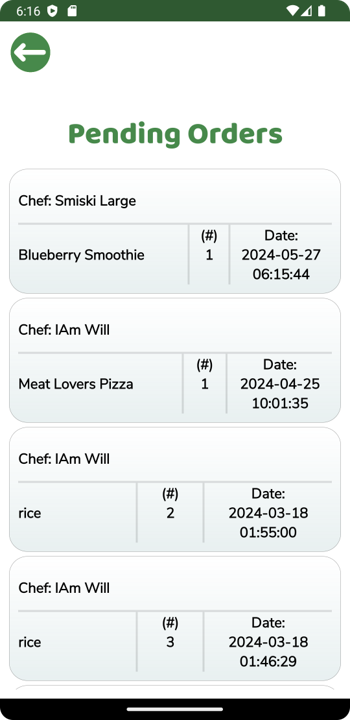 6:16
Pending Orders
Chef: Smiski Large
Blueberry Smoothie
(#)
1
Date:
2024-05-27
06:15:44
Chef: IAm Will
Meat Lovers Pizza
(#)
1
Date:
2024-04-25
10:01:35
Chef: IAm Will
rice
(#)
2
Date:
2024-03-18
01:55:00
Chef: IAm Will
rice
(#)
3
Date:
2024-03-18
01:46:29